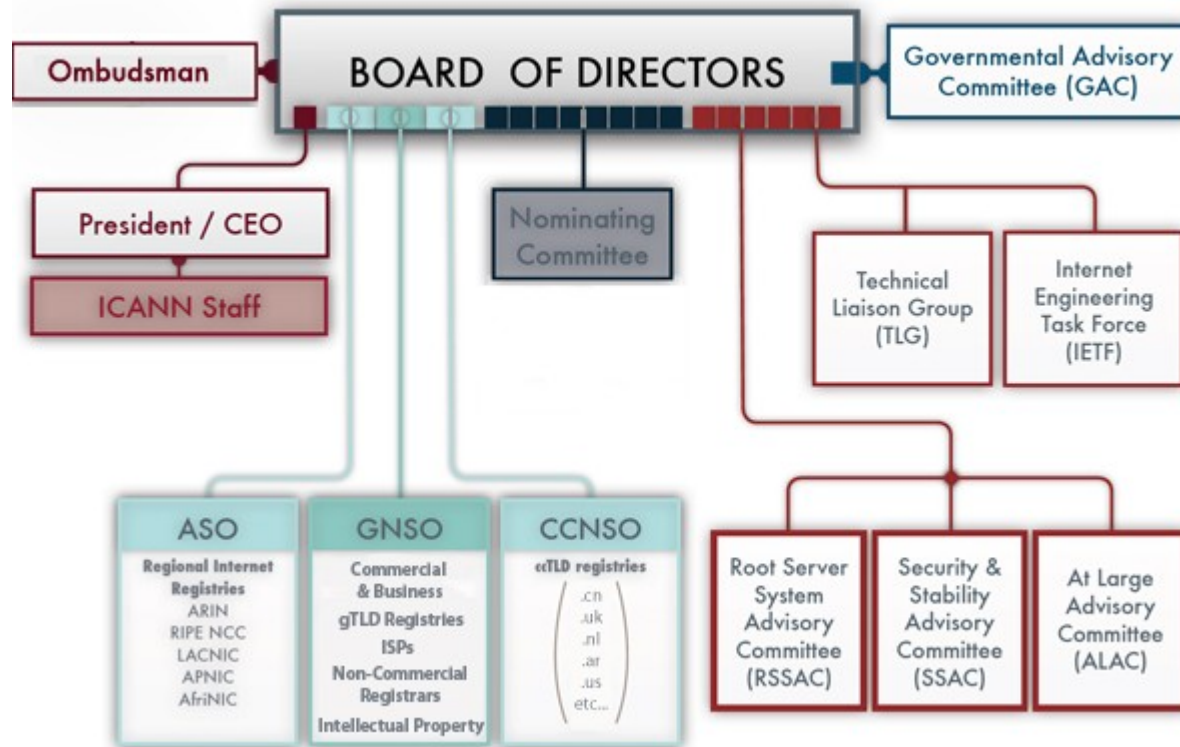 BOARD OF DIRECTORS
Ombudsman
Governmental Advisory
Committee (GAC)
President / CEO
ICANN Staff
Nominating
Committee
Technical
Liaison Group
(TLG)
Internet
Engineering
Task Force
(IETF)
ASO
Regional Internet
Registries
ARIN
RIPE NCC
LACNIC
APNIC
AfriNIC
GNSO
Commercial
& Business
gTLD Registries
ISPs
Non-Commercial
Registrars
Intellectual Property
CCNSO
ccTLD registries
.cn
.uk
.nl
.ar
.us
etc...
Root Server
System
Advisory
Committee
(RSSAC)
Security &
Stability
Advisory
Committee
(SSAC)
At Large
Advisory
Committee
(ALAC)